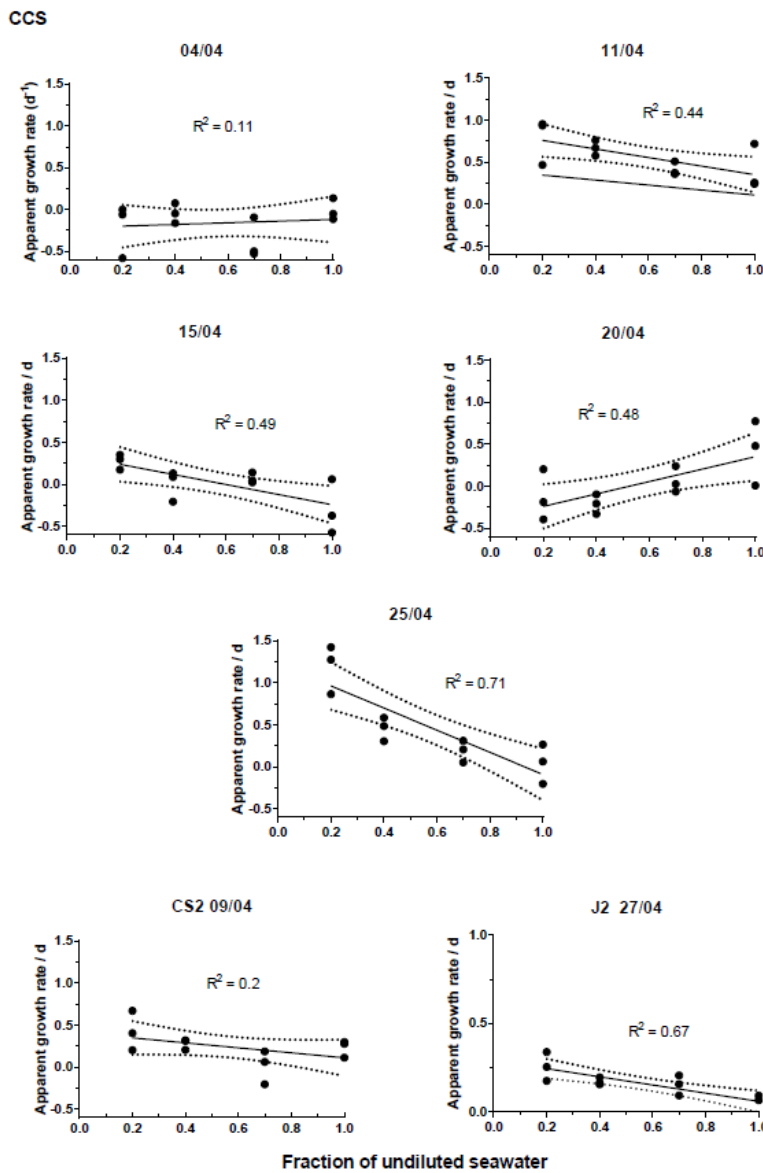 CCS
04/04
Apparent growth rate (d⁻¹)
1.5
1.0
0.5
0.0
-0.5
R² = 0.11
0.0 0.2 0.4 0.6 0.8 1.0
11/04
Apparent growth rate / d
1.5
1.0
0.5
0.0
-0.5
R² = 0.44
0.0 0.2 0.4 0.6 0.8 1.0
15/04
Apparent growth rate / d
1.5
1.0
0.5
0.0
-0.5
R² = 0.49
0.0 0.2 0.4 0.6 0.8 1.0
20/04
Apparent growth rate / d
1.5
1.0
0.5
0.0
-0.5
R² = 0.48
0.0 0.2 0.4 0.6 0.8 1.0
25/04
Apparent growth rate / d
1.5
1.0
0.5
0.0
-0.5
R² = 0.71
0.0 0.2 0.4 0.6 0.8 1.0
CS2 09/04
Apparent growth rate / d
1.5
1.0
0.5
0.0
-0.5
R² = 0.2
0.0 0.2 0.4 0.6 0.8 1.0
J2 27/04
Apparent growth rate / d
1.0
0.5
0.0
R² = 0.67
0.0 0.2 0.4 0.6 0.8 1.0
Fraction of undiluted seawater